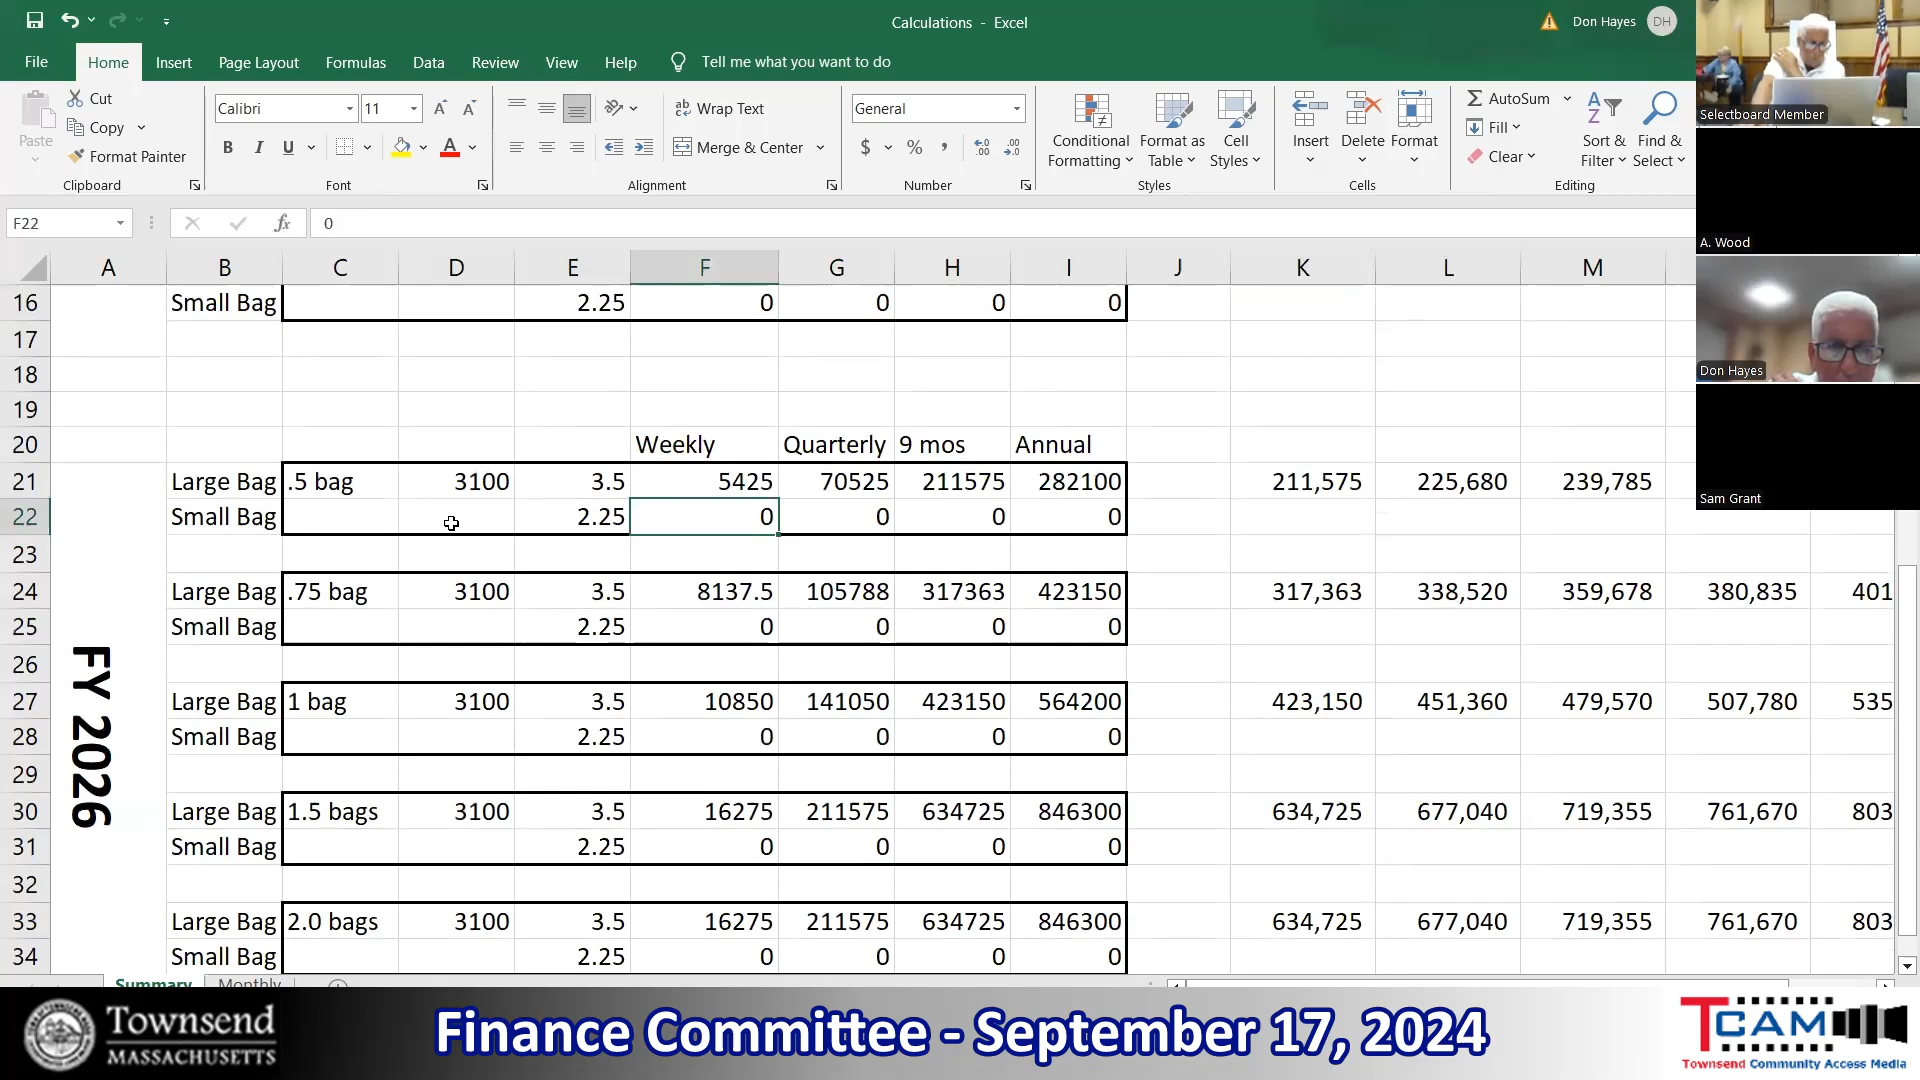 Calculations - Excel
Don Hayes DH
File Home Insert Page Layout Formulas Data Review View Help Tell me what you want to do
Paste Cut Copy Format Painter Clipboard
Calibri 11 A A B I U A Font
Wrap Text Merge & Center Alignment
General $ % , Number
Conditional Formatting Format as Table Cell Styles Styles
Insert Delete Format Cells
AutoSum Fill Clear Sort & Filter Find & Select Editing
F22 fx 0
A B C D E F G H I J K L M
16 Small Bag 2.25 0 0 0 0
17
18
19
20 Weekly Quarterly 9 mos Annual
21 Large Bag .5 bag 3100 3.5 5425 70525 211575 282100 211,575 225,680 239,785
22 Small Bag 2.25 0 0 0 0
23
24 Large Bag .75 bag 3100 3.5 8137.5 105788 317363 423150 317,363 338,520 359,678 380,835 401
25 Small Bag 2.25 0 0 0 0
26
FY 2026
27 Large Bag 1 bag 3100 3.5 10850 141050 423150 564200 423,150 451,360 479,570 507,780 535
28 Small Bag 2.25 0 0 0 0
29
30 Large Bag 1.5 bags 3100 3.5 16275 211575 634725 846300 634,725 677,040 719,355 761,670 803
31 Small Bag 2.25 0 0 0 0
32
33 Large Bag 2.0 bags 3100 3.5 16275 211575 634725 846300 634,725 677,040 719,355 761,670 803
34 Small Bag 2.25 0 0 0 0
Summary Monthly
Selectboard Member
A. Wood
Don Hayes
Sam Grant
Townsend
MASSACHUSETTS
Finance Committee - September 17, 2024
TCAM
Townsend Community Access Media